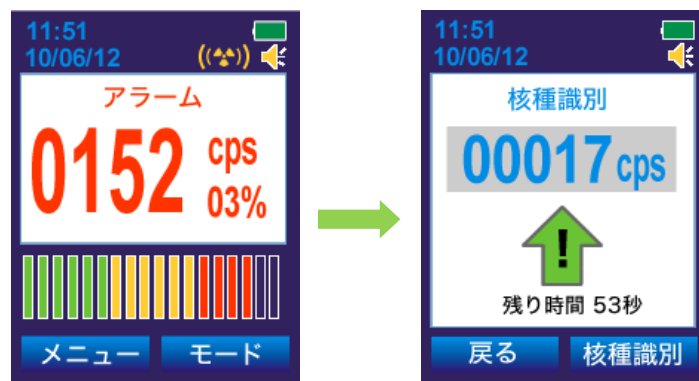 11:51
10/06/12
アラーム
0152 cps
03%
メニュー モード
11:51
10/06/12
核種識別
00017 cps
!
残り時間 53秒
戻る 核種識別